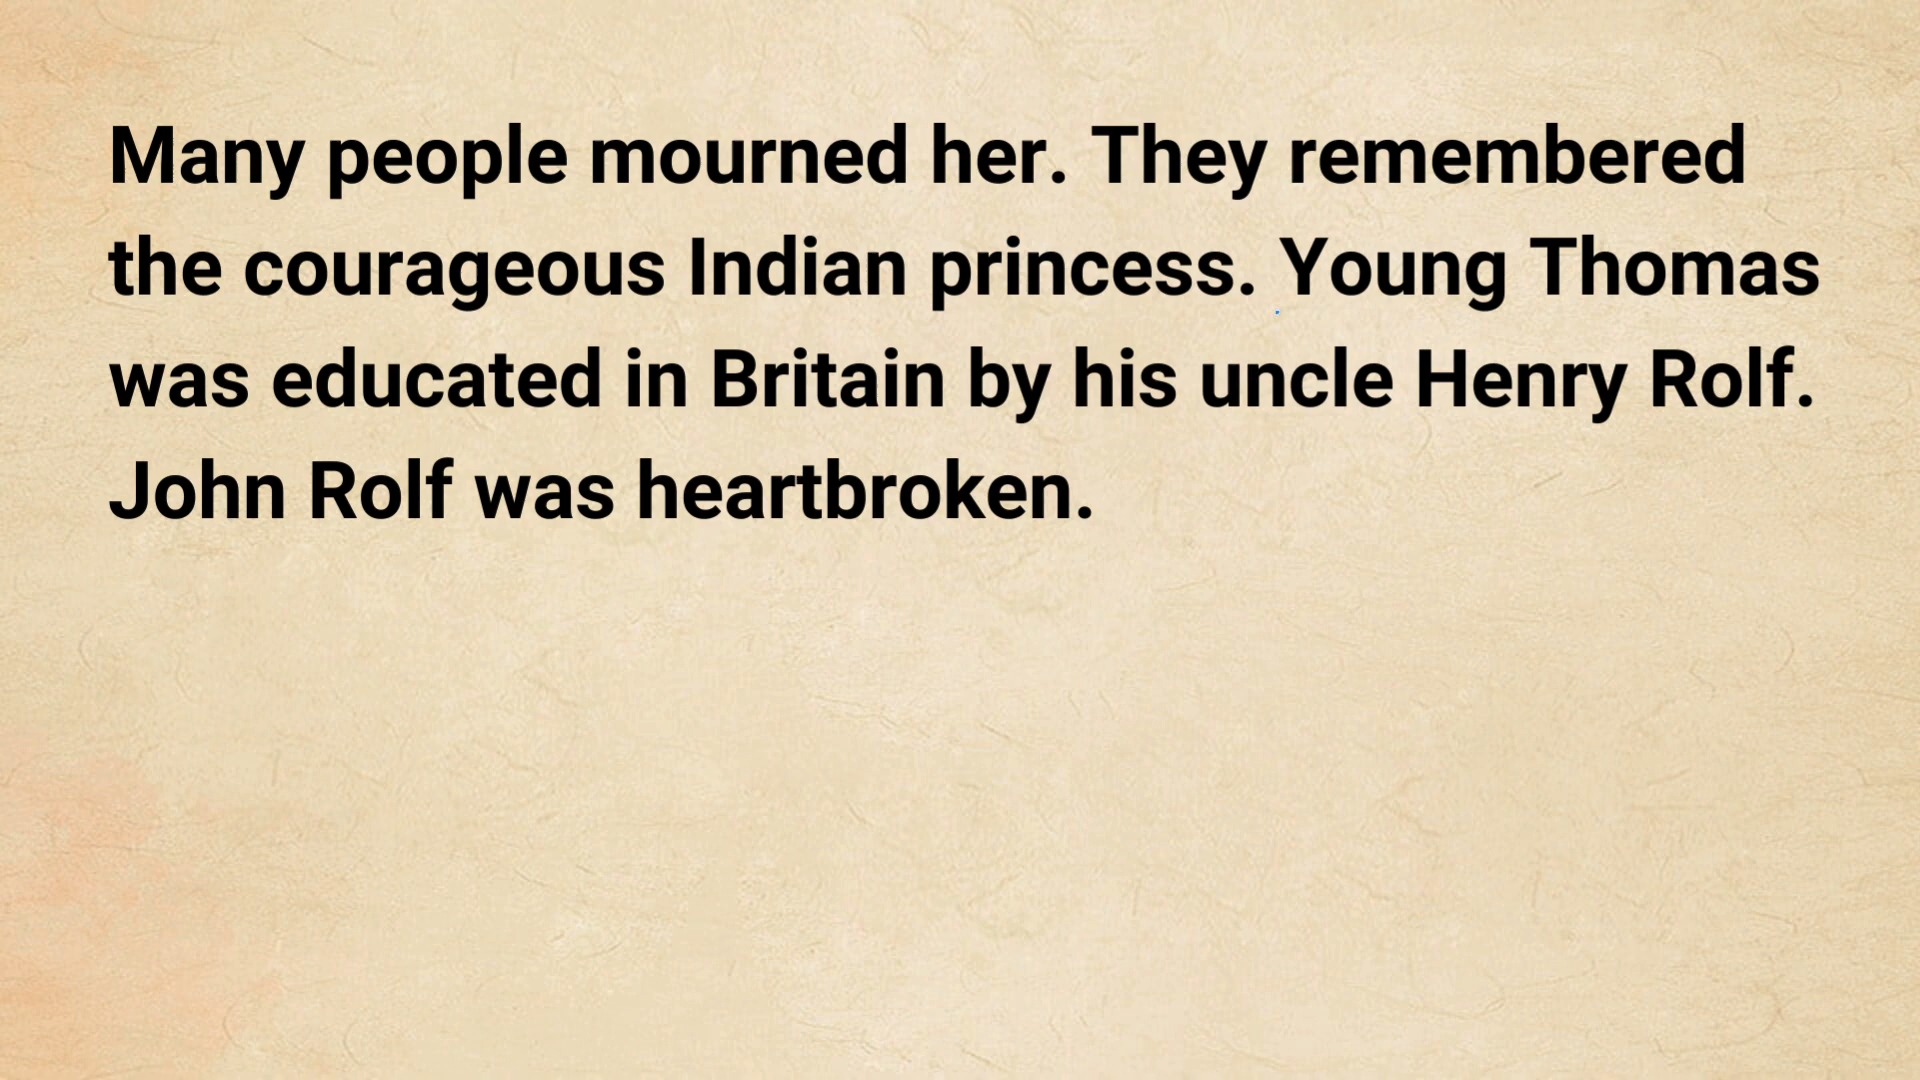 Many people mourned her. They remembered
the courageous Indian princess. Young Thomas
was educated in Britain by his uncle Henry Rolf.
John Rolf was heartbroken.